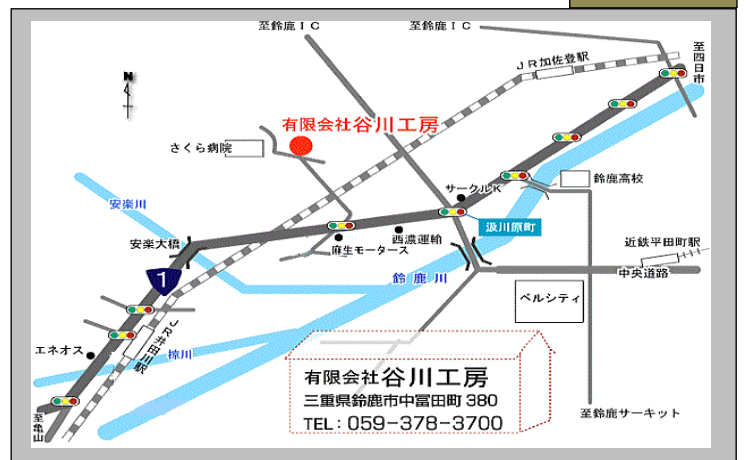 至鈴鹿IC
至鈴鹿IC
至四日市
JR加佐登駅
N
有限会社谷川工房
さくら病院
サークルK
鈴鹿高校
安楽川
汲川原町
安楽大橋
西濃運輸
麻生モータース
近鉄平田町駅
中央道路
鈴鹿川
1
ベルシティ
JR井田川駅
エネオス
椋川
有限会社谷川工房
三重県鈴鹿市中冨田町380
TEL:059-378-3700
至鈴鹿サーキット
至亀山